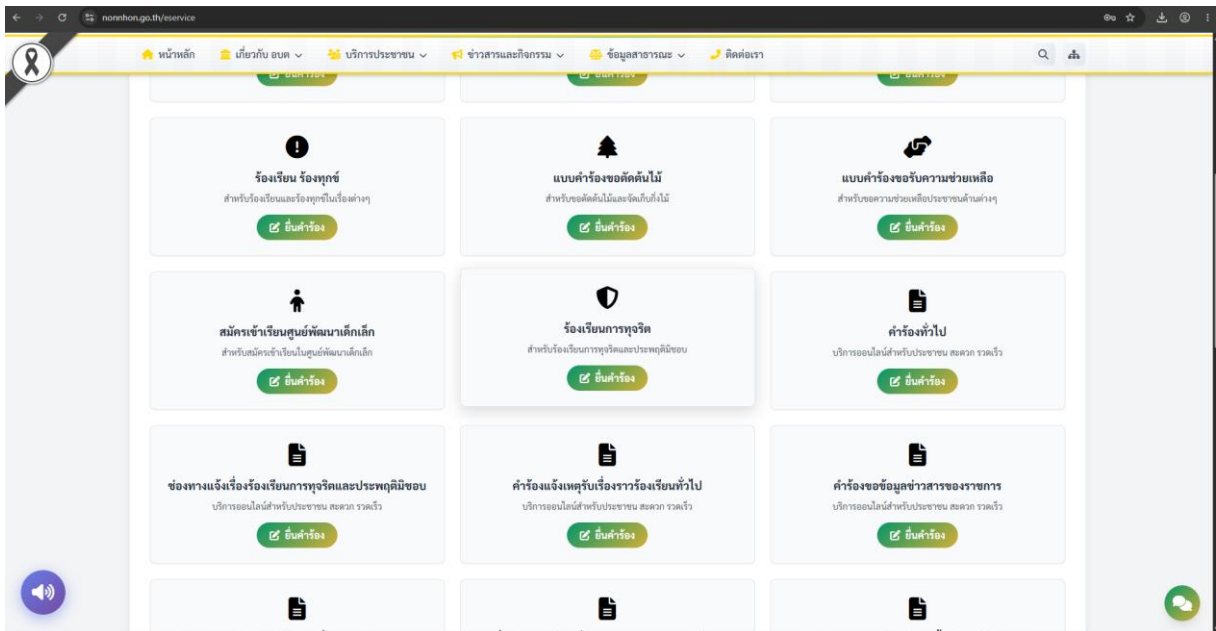 nonnhon.go.th/eservice
หน้าหลัก เกี่ยวกับ อบต บริการประชาชน ข่าวสารและกิจกรรม ข้อมูลสาธารณะ ติดต่อเรา
ยื่นคำร้อง ยื่นคำร้อง ยื่นคำร้อง
ร้องเรียน ร้องทุกข์
สำหรับร้องเรียนและร้องทุกข์ในเรื่องต่างๆ
ยื่นคำร้อง
แบบคำร้องขอตัดต้นไม้
สำหรับขอตัดต้นไม้และจัดเก็บกิ่งไม้
ยื่นคำร้อง
แบบคำร้องขอรับความช่วยเหลือ
สำหรับขอความช่วยเหลือประชาชนด้านต่างๆ
ยื่นคำร้อง
สมัครเข้าเรียนศูนย์พัฒนาเด็กเล็ก
สำหรับสมัครเข้าเรียนในศูนย์พัฒนาเด็กเล็ก
ยื่นคำร้อง
ร้องเรียนการทุจริต
สำหรับร้องเรียนการทุจริตและประพฤติมิชอบ
ยื่นคำร้อง
คำร้องทั่วไป
บริการออนไลน์สำหรับประชาชน สะดวก รวดเร็ว
ยื่นคำร้อง
ช่องทางแจ้งเรื่องร้องเรียนการทุจริตและประพฤติมิชอบ
บริการออนไลน์สำหรับประชาชน สะดวก รวดเร็ว
ยื่นคำร้อง
คำร้องแจ้งเหตุรับเรื่องราวร้องเรียนทั่วไป
บริการออนไลน์สำหรับประชาชน สะดวก รวดเร็ว
ยื่นคำร้อง
คำร้องขอข้อมูลข่าวสารของราชการ
บริการออนไลน์สำหรับประชาชน สะดวก รวดเร็ว
ยื่นคำร้อง